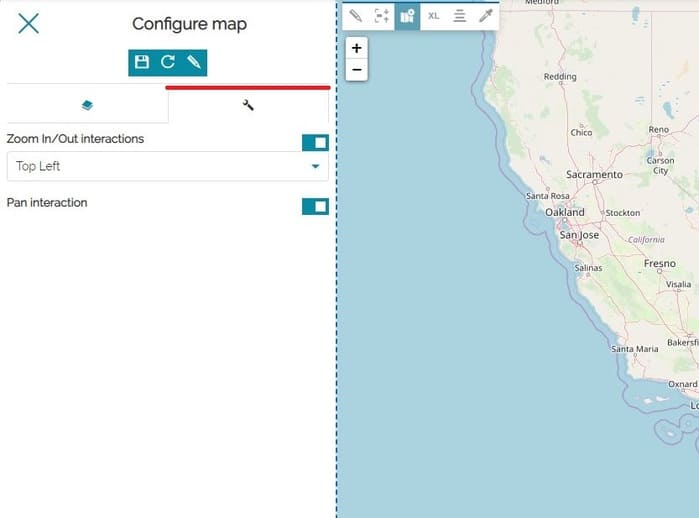 Configure map
Zoom In/Out interactions
Top Left
Pan interaction
XL
+
−
Medford
Redding
Chico
Reno
Carson
City
Sacramento
Santa Rosa
Oakland
Stockton
San Jose
California
Fresno
Salinas
Visalia
Santa Maria
Bakersfi
Oxnard
Lo